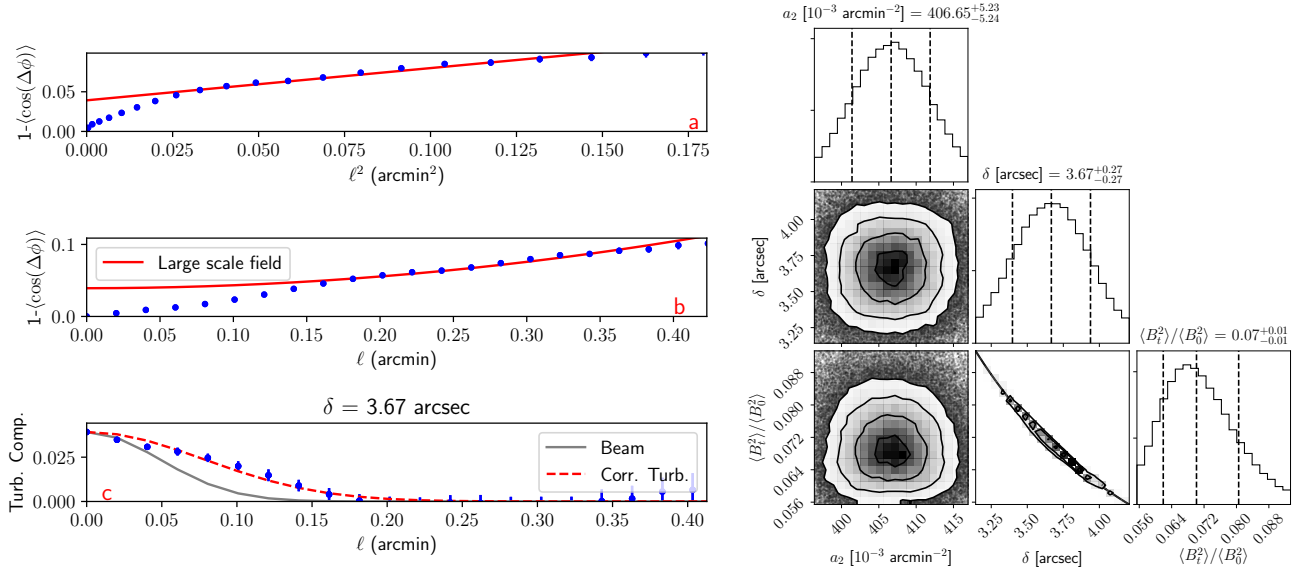 1-⟨cos(Δϕ)⟩
0.05
0.00
a
0.000 0.025 0.050 0.075 0.100 0.125 0.150 0.175
ℓ² (arcmin²)
1-⟨cos(Δϕ)⟩
0.1
0.0
Large scale field
b
0.00 0.05 0.10 0.15 0.20 0.25 0.30 0.35 0.40
ℓ (arcmin)
δ = 3.67 arcsec
Turb. Comp.
0.025
0.000
Beam
Corr. Turb.
c
0.00 0.05 0.10 0.15 0.20 0.25 0.30 0.35 0.40
ℓ (arcmin)
a₂ [10⁻³ arcmin⁻²] = 406.65 +5.23 −5.24
δ [arcsec] = 3.67 +0.27 −0.27
δ [arcsec]
4.00
3.75
3.50
3.25
⟨B_t²⟩/⟨B_0²⟩ = 0.07 +0.01 −0.01
⟨B_t²⟩/⟨B_0²⟩
0.088
0.080
0.072
0.064
0.056
400 405 410 415
a₂ [10⁻³ arcmin⁻²]
3.25 3.50 3.75 4.00
δ [arcsec]
0.056 0.064 0.072 0.080 0.088
⟨B_t²⟩/⟨B_0²⟩